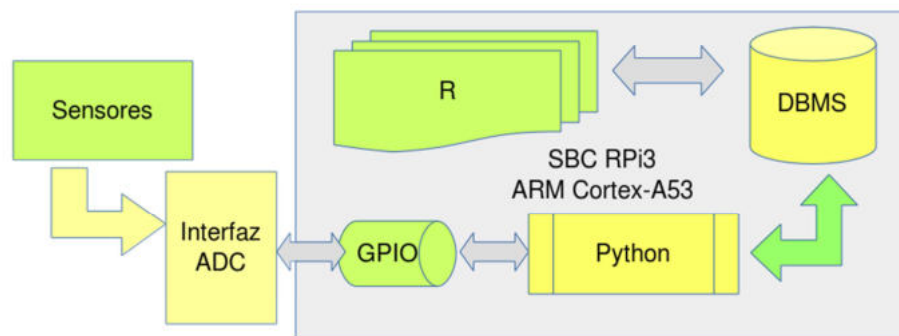 Sensores
R
DBMS
SBC RPi3
ARM Cortex-A53
Interfaz
ADC
GPIO
Python